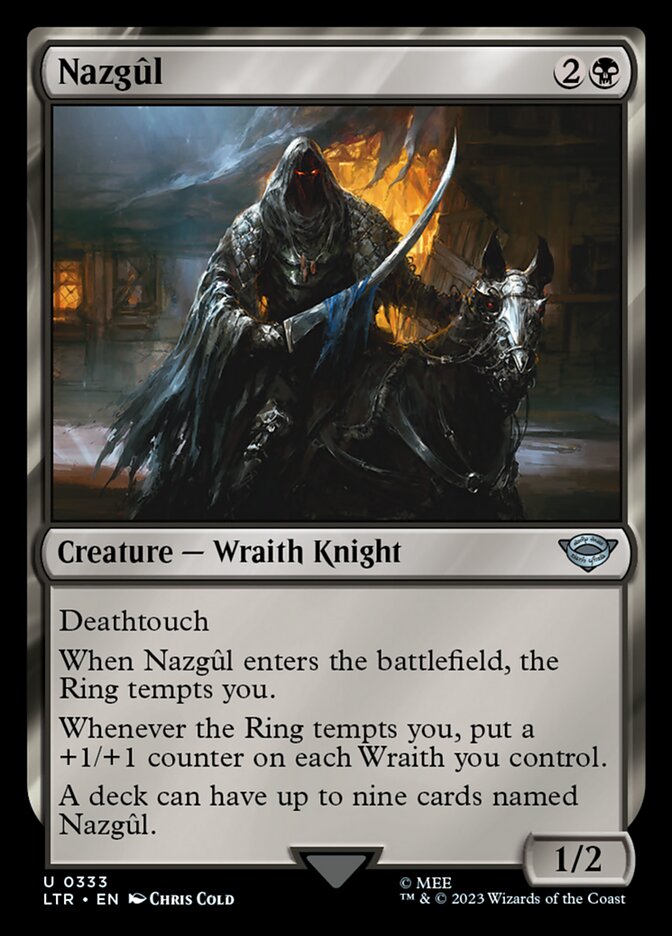 Nazgûl 2
Creature — Wraith Knight
Deathtouch
When Nazgûl enters the battlefield, the
Ring tempts you.
Whenever the Ring tempts you, put a
+1/+1 counter on each Wraith you control.
A deck can have up to nine cards named
Nazgûl.
1/2
U 0333
LTR • EN Chris Cold
© MEE
™ & © 2023 Wizards of the Coast